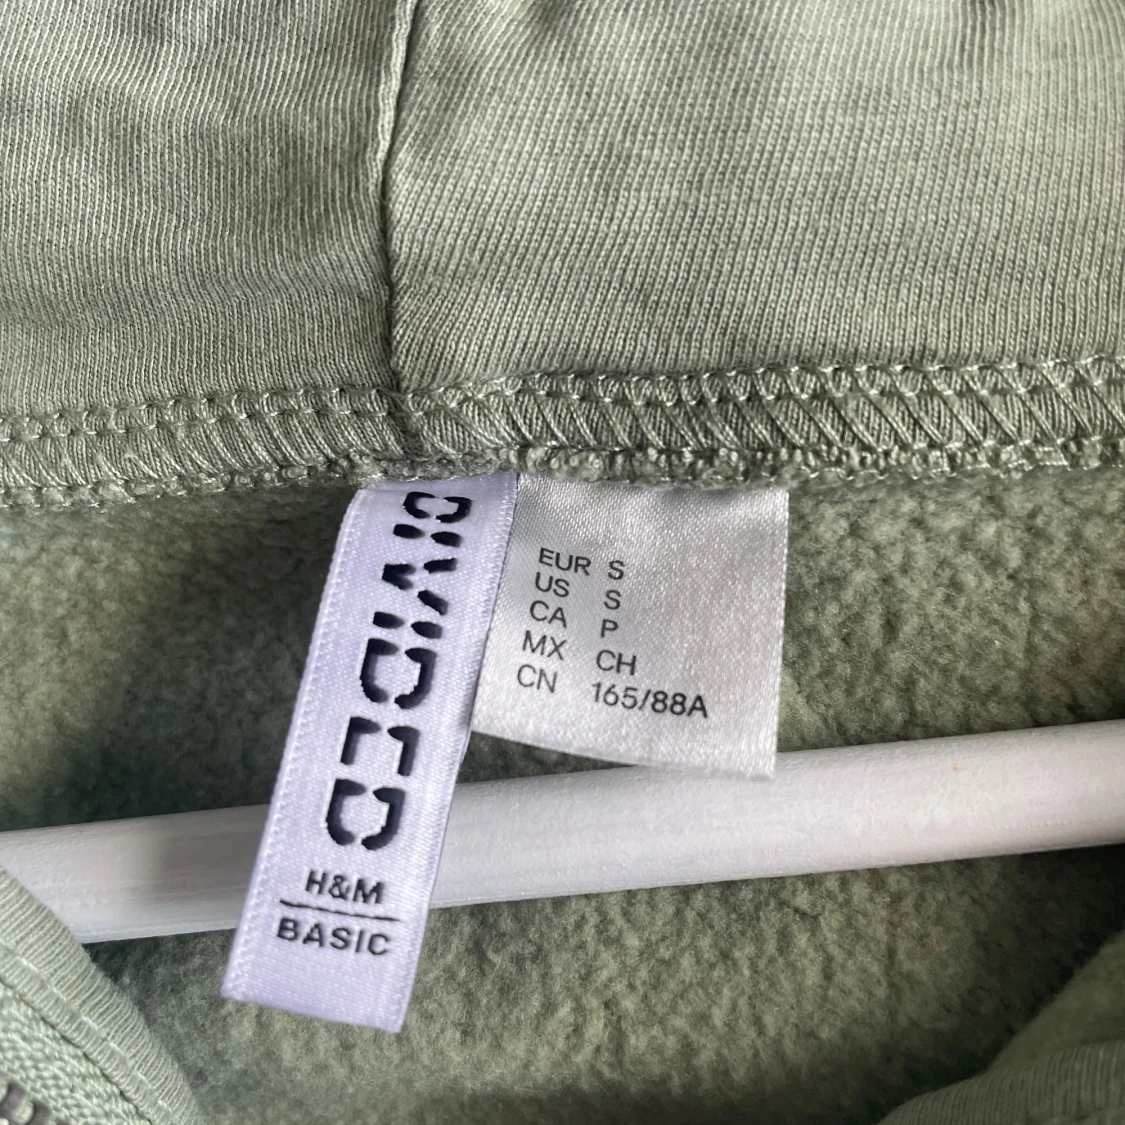 DIVIDED
H&M
BASIC
EUR S
US S
CA P
MX CH
CN 165/88A